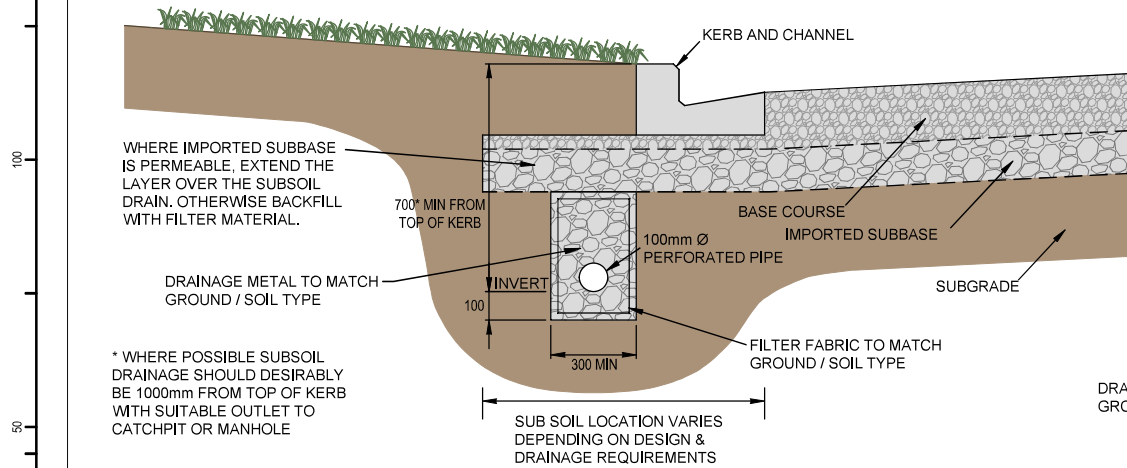 KERB AND CHANNEL
100
WHERE IMPORTED SUBBASE
IS PERMEABLE, EXTEND THE
LAYER OVER THE SUBSOIL
DRAIN. OTHERWISE BACKFILL
WITH FILTER MATERIAL.
700* MIN FROM
TOP OF KERB
BASE COURSE
IMPORTED SUBBASE
100mm Ø
PERFORATED PIPE
DRAINAGE METAL TO MATCH
GROUND / SOIL TYPE
INVERT
SUBGRADE
100
FILTER FABRIC TO MATCH
GROUND / SOIL TYPE
300 MIN
* WHERE POSSIBLE SUBSOIL
DRAINAGE SHOULD DESIRABLY
BE 1000mm FROM TOP OF KERB
WITH SUITABLE OUTLET TO
CATCHPIT OR MANHOLE
DRA
GRO
50
SUB SOIL LOCATION VARIES
DEPENDING ON DESIGN &
DRAINAGE REQUIREMENTS